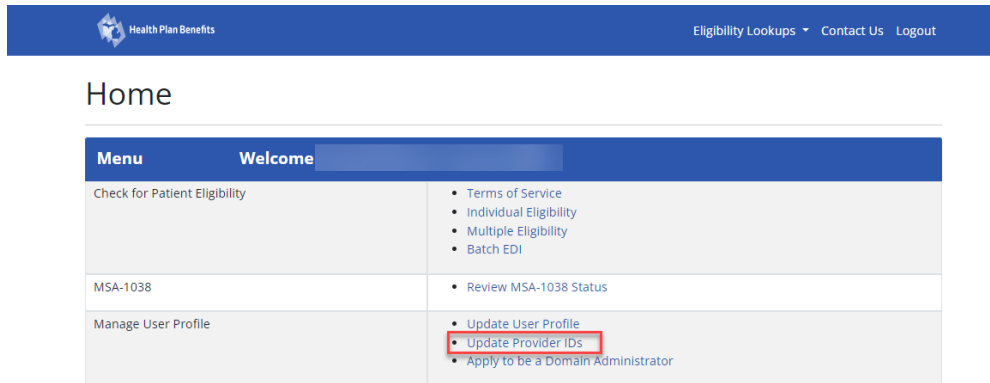 Health Plan Benefits
Eligibility Lookups Contact Us Logout
Home
Menu Welcome
Check for Patient Eligibility
Terms of Service
Individual Eligibility
Multiple Eligibility
Batch EDI
MSA-1038
Review MSA-1038 Status
Manage User Profile
Update User Profile
Update Provider IDs
Apply to be a Domain Administrator